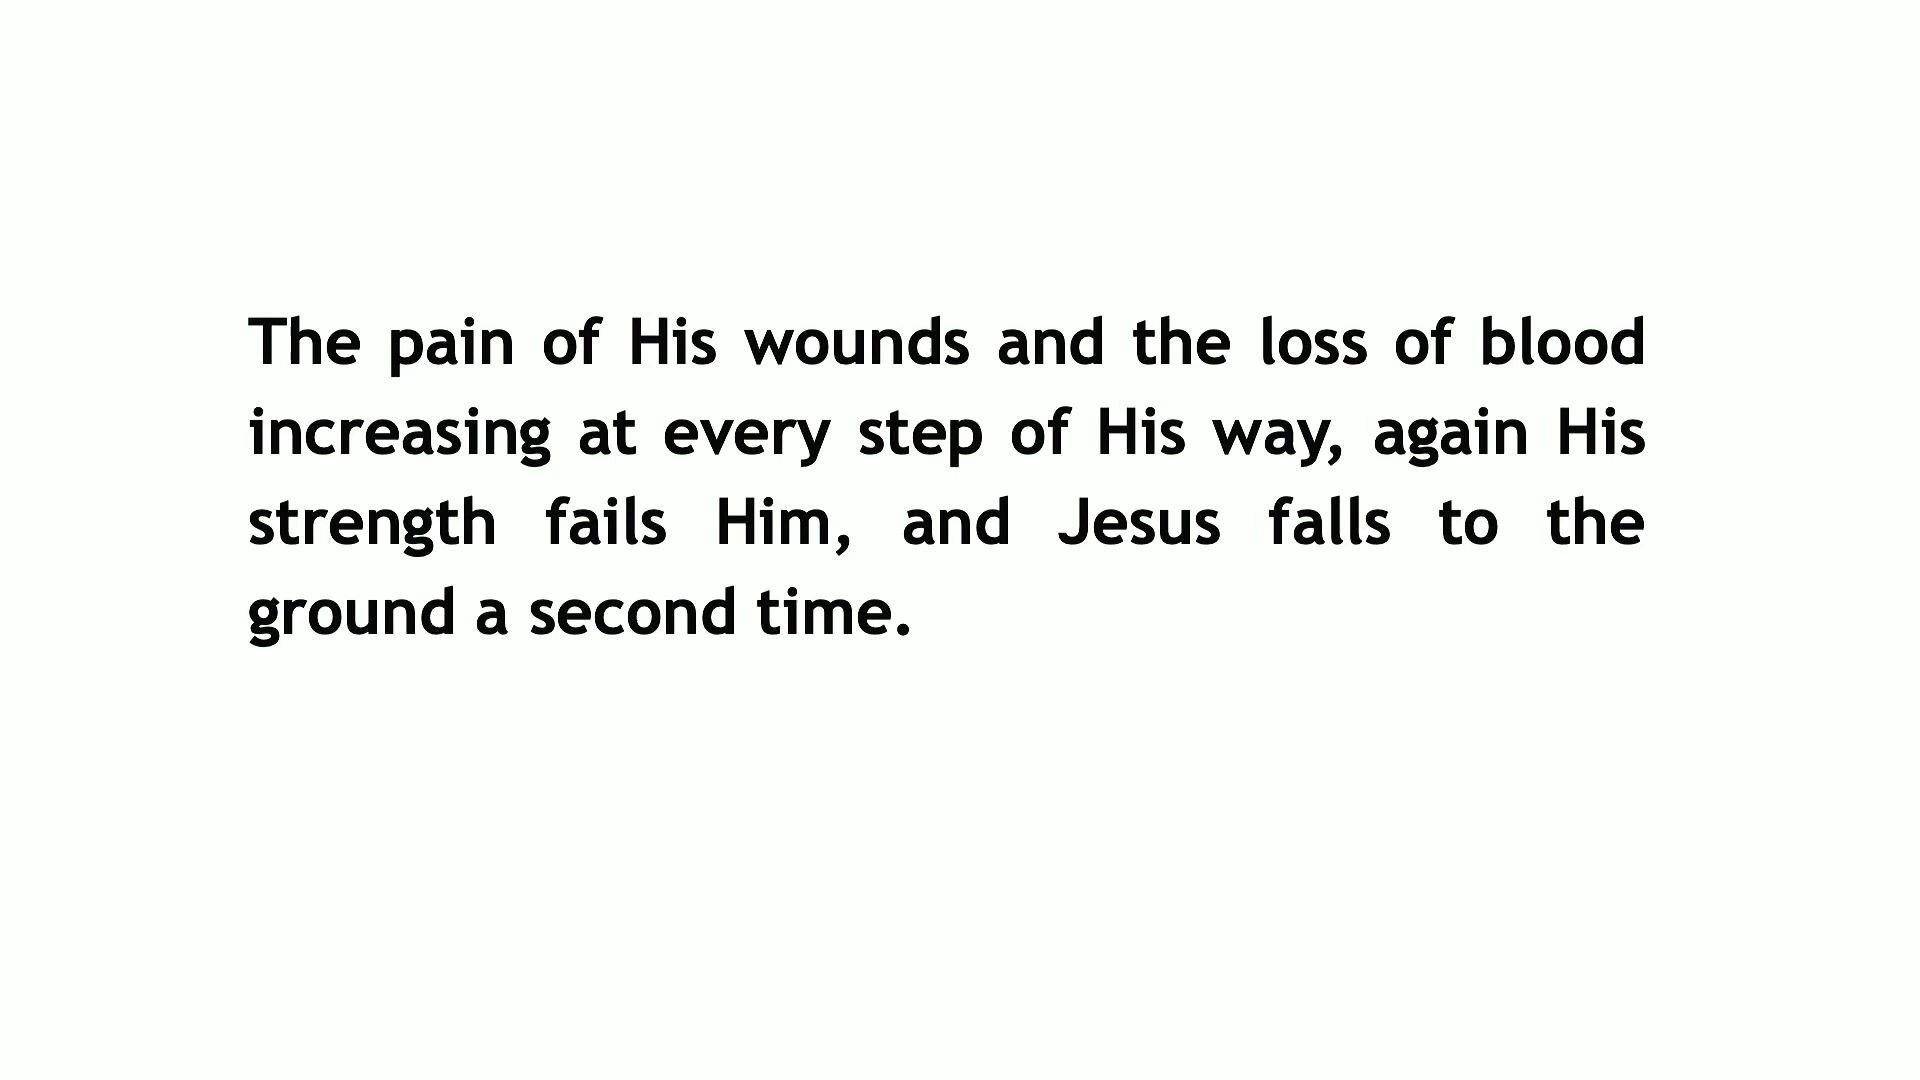 The pain of His wounds and the loss of blood
increasing at every step of His way, again His
strength fails Him, and Jesus falls to the
ground a second time.